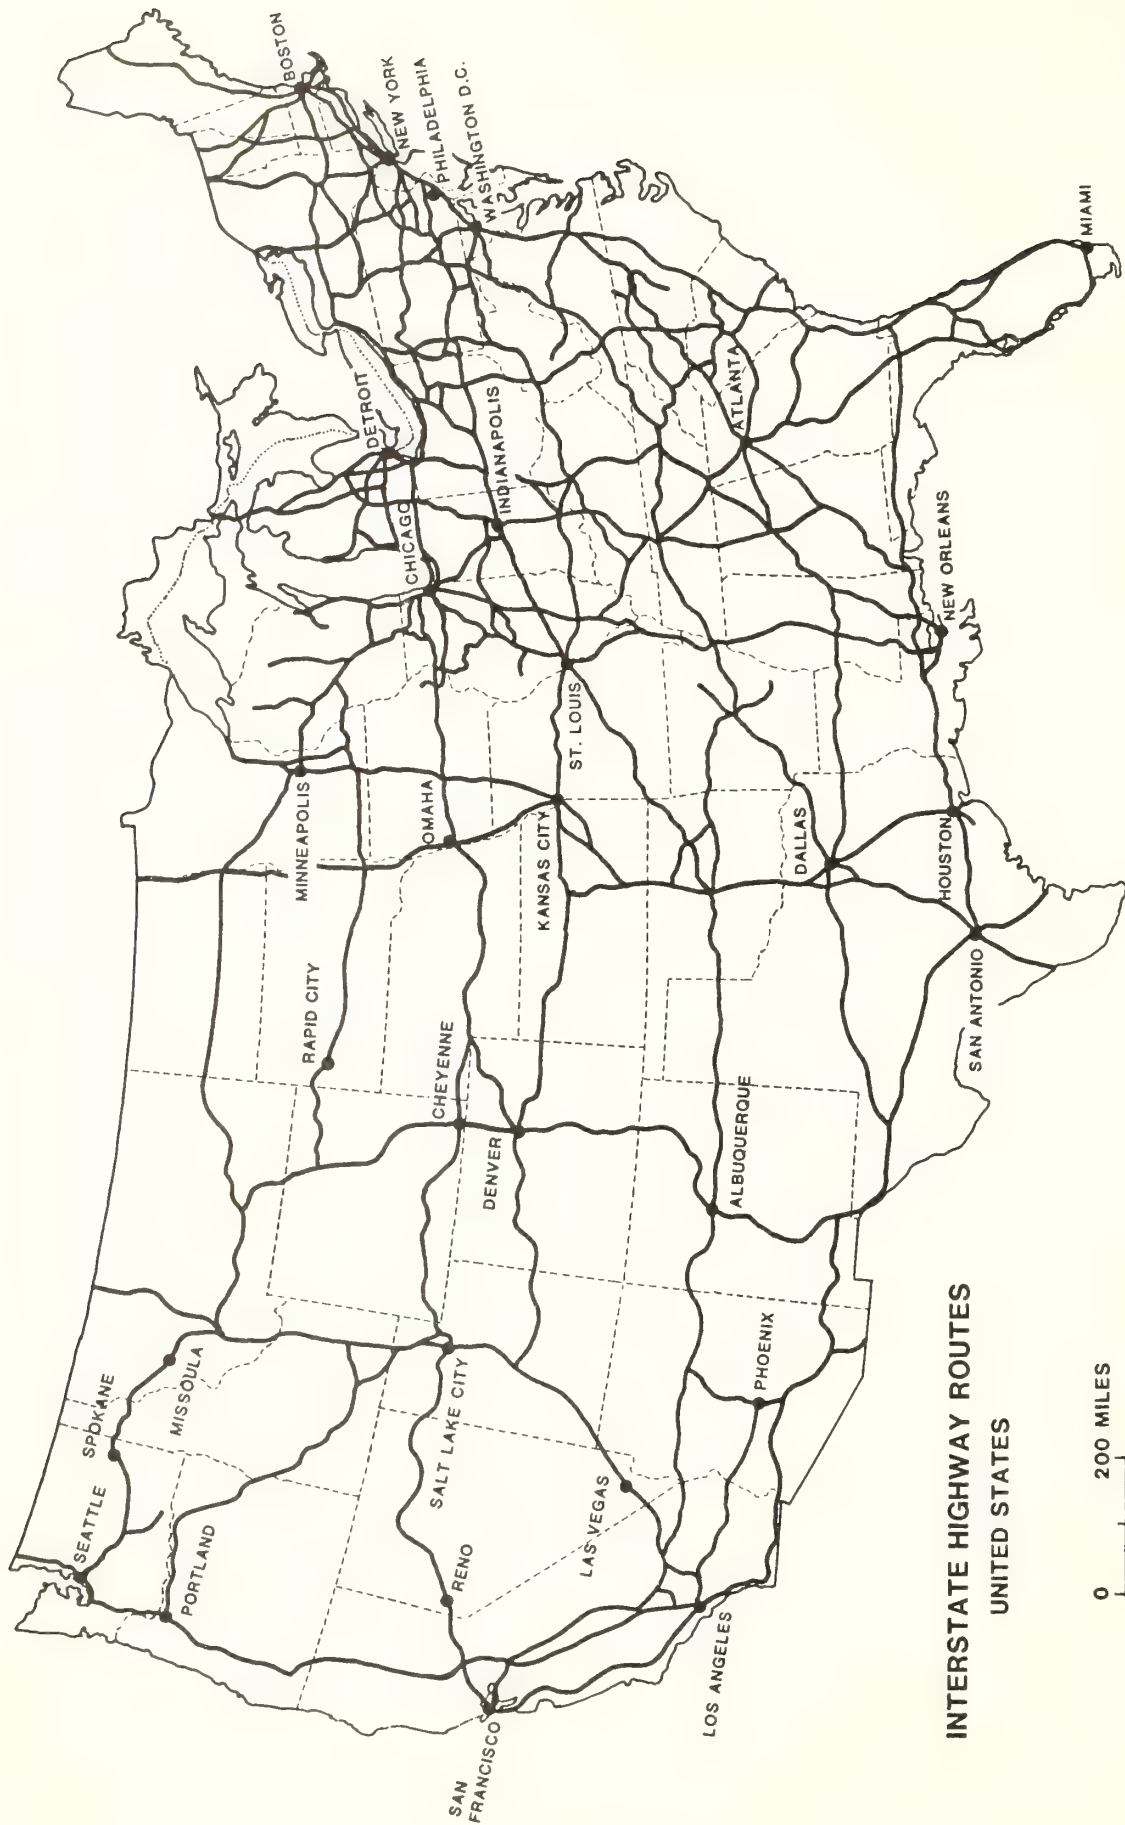 SEATTLE
SPOKANE
MISSOULA
PORTLAND
MINNEAPOLIS
RAPID CITY
BOSTON
NEW YORK
PHILADELPHIA
WASHINGTON D.C.
DETROIT
CHICAGO
INDIANAPOLIS
OMAHA
CHEYENNE
SALT LAKE CITY
RENO
SAN
FRANCISCO
DENVER
KANSAS CITY
ST. LOUIS
LAS VEGAS
LOS ANGELES
PHOENIX
ALBUQUERQUE
ATLANTA
DALLAS
HOUSTON
SAN ANTONIO
NEW ORLEANS
MIAMI
INTERSTATE HIGHWAY ROUTES
UNITED STATES
0 200 MILES